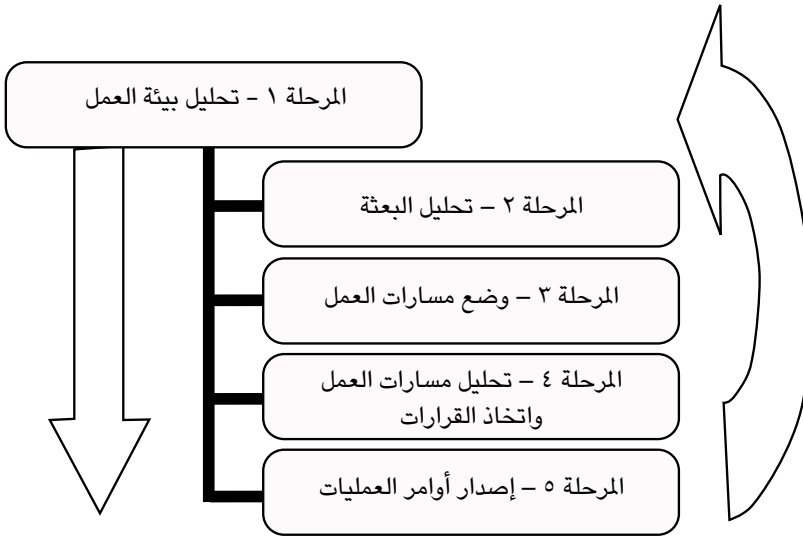 المرحلة ١ - تحليل بيئة العمل
المرحلة ٢ – تحليل البعثة
المرحلة ٣ – وضع مسارات العمل
المرحلة ٤ – تحليل مسارات العمل
واتخاذ القرارات
المرحلة ٥ – إصدار أوامر العمليات